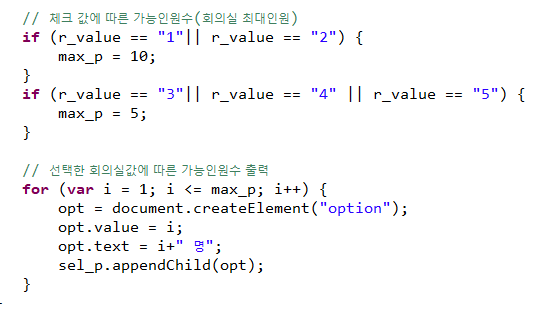 // 체크 값에 따른 가능인원수(회의실 최대인원)
if (r_value == "1"|| r_value == "2") {
    max_p = 10;
}
if (r_value == "3"|| r_value == "4" || r_value == "5") {
    max_p = 5;
}

// 선택한 회의실값에 따른 가능인원수 출력
for (var i = 1; i <= max_p; i++) {
    opt = document.createElement("option");
    opt.value = i;
    opt.text = i+" 명";
    sel_p.appendChild(opt);
}